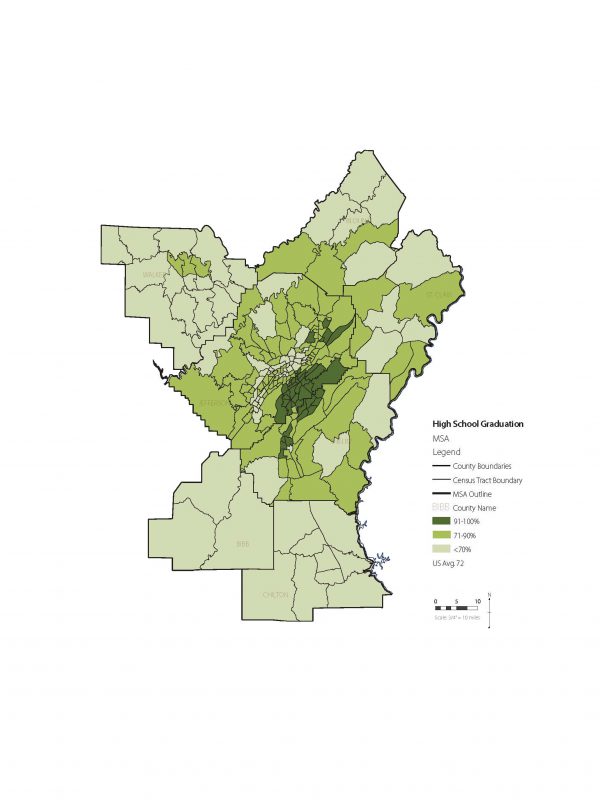 BLOUNT
WALKER
ST. CLAIR
JEFFERSON
BIBB
CHILTON
High School Graduation
MSA
Legend
County Boundaries
Census Tract Boundary
MSA Outline
BIBB County Name
91-100%
71-90%
<70%
US Avg. 72
N
0 5 10
Scale: 3/4" = 10 miles